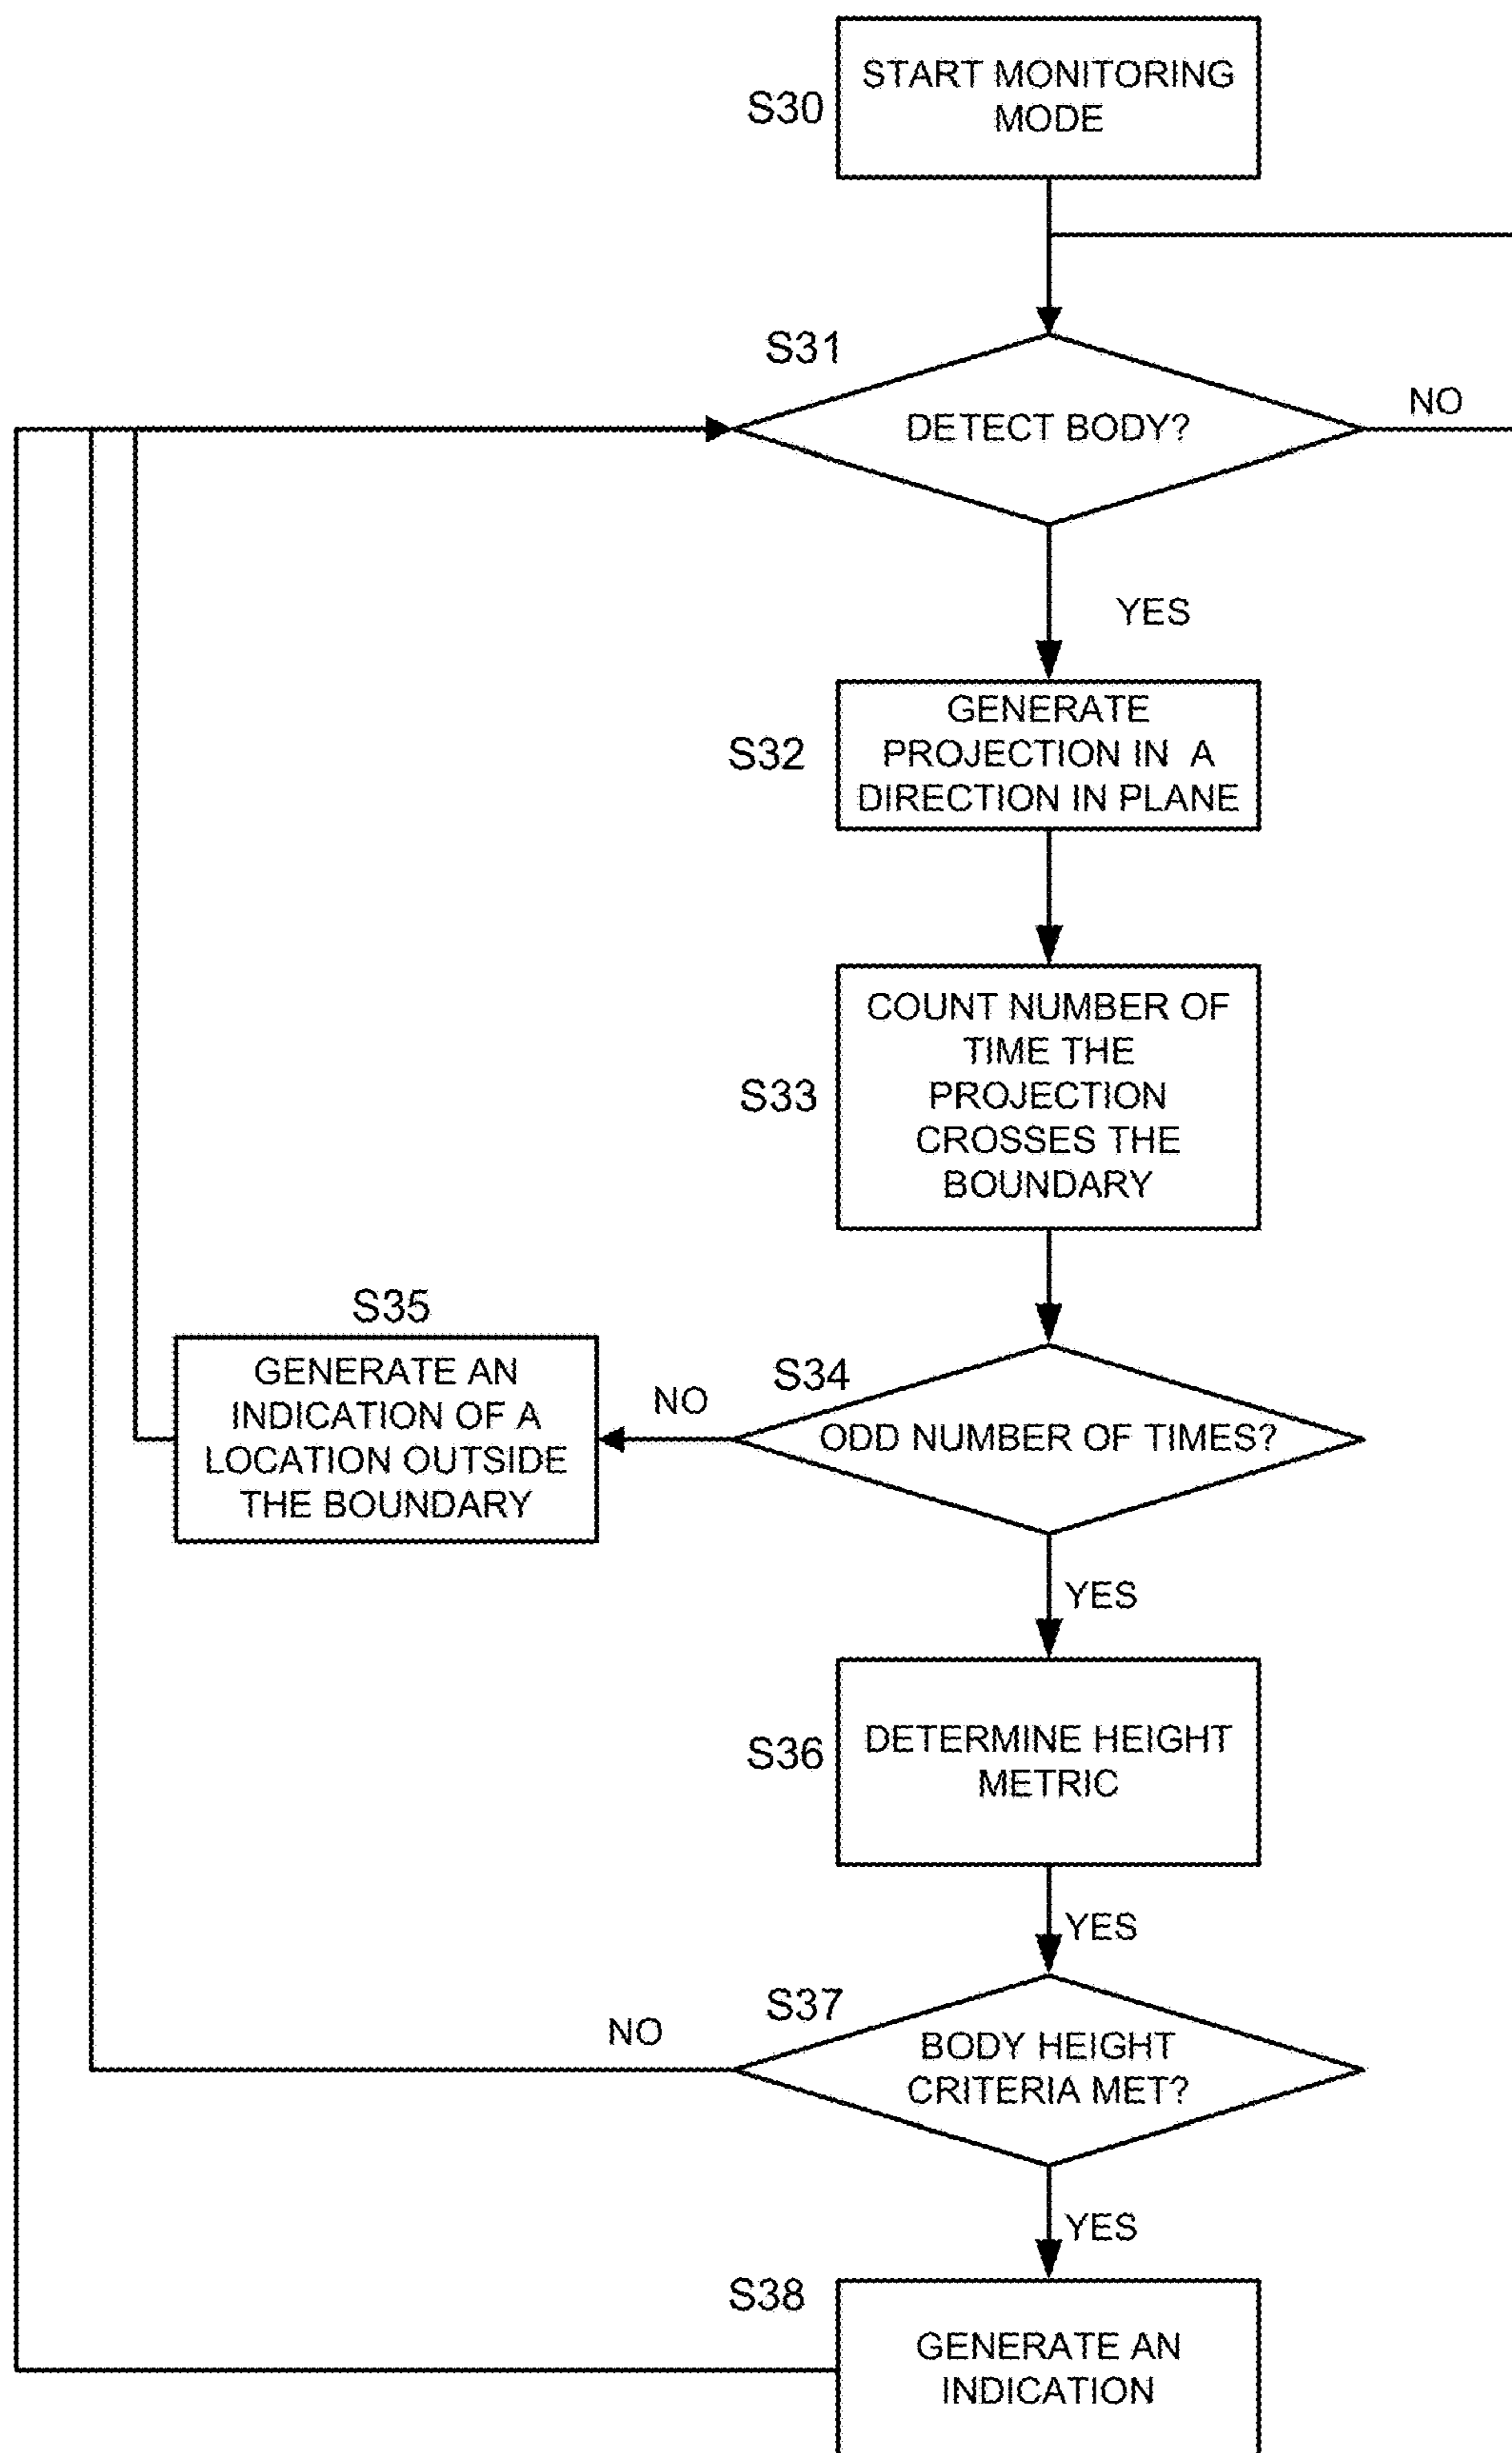 START MONITORING
MODE
S30
S31
DETECT BODY?
NO
YES
GENERATE
PROJECTION IN A
DIRECTION IN PLANE
S32
COUNT NUMBER OF
TIME THE
PROJECTION
CROSSES THE
BOUNDARY
S33
S34
ODD NUMBER OF TIMES?
NO
S35
GENERATE AN
INDICATION OF A
LOCATION OUTSIDE
THE BOUNDARY
YES
S36
DETERMINE HEIGHT
METRIC
YES
S37
BODY HEIGHT
CRITERIA MET?
NO
YES
S38
GENERATE AN
INDICATION